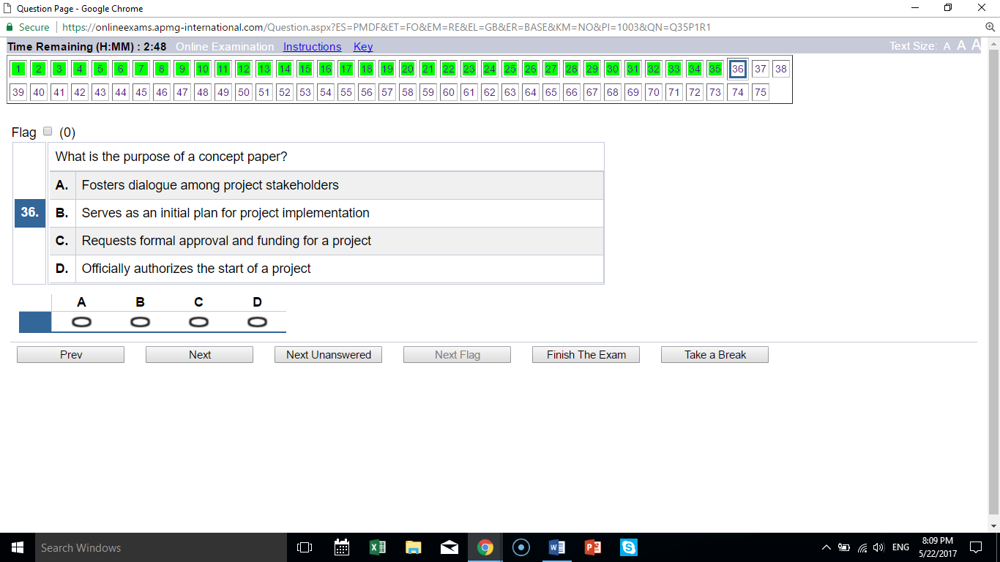 Question Page - Google Chrome
Secure https://onlineexams.apmg-international.com/Question.aspx?ES=PMDF&ET=FO&EM=RE&EL=GB&ER=BASE&KM=NO&PI=1003&QN=Q35P1R1
Time Remaining (H:MM) : 2:48 Online Examination Instructions Key Text Size: A A A
1 2 3 4 5 6 7 8 9 10 11 12 13 14 15 16 17 18 19 20 21 22 23 24 25 26 27 28 29 30 31 32 33 34 35 36 37 38
39 40 41 42 43 44 45 46 47 48 49 50 51 52 53 54 55 56 57 58 59 60 61 62 63 64 65 66 67 68 69 70 71 72 73 74 75
Flag (0)
What is the purpose of a concept paper?
A. Fosters dialogue among project stakeholders
36. B. Serves as an initial plan for project implementation
C. Requests formal approval and funding for a project
D. Officially authorizes the start of a project
A B C D
Prev Next Next Unanswered Next Flag Finish The Exam Take a Break
Search Windows
ENG
8:09 PM
5/22/2017